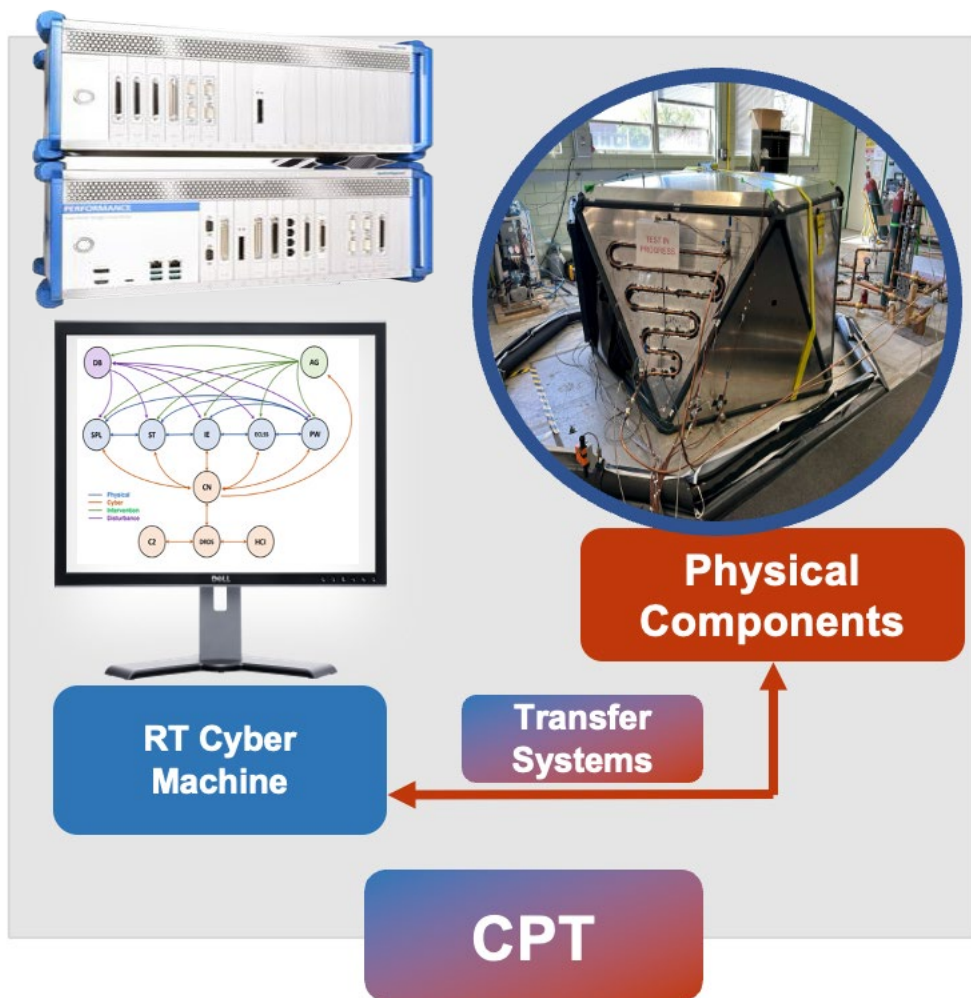 PERFORMANCE
TEST IN
PROGRESS
DB
AG
SPL
ST
IE
ECLSS
PW
CN
Physical
Cyber
Intervention
Disturbance
C2
DRDS
HCI
DELL
Physical
Components
RT Cyber
Machine
Transfer
Systems
CPT